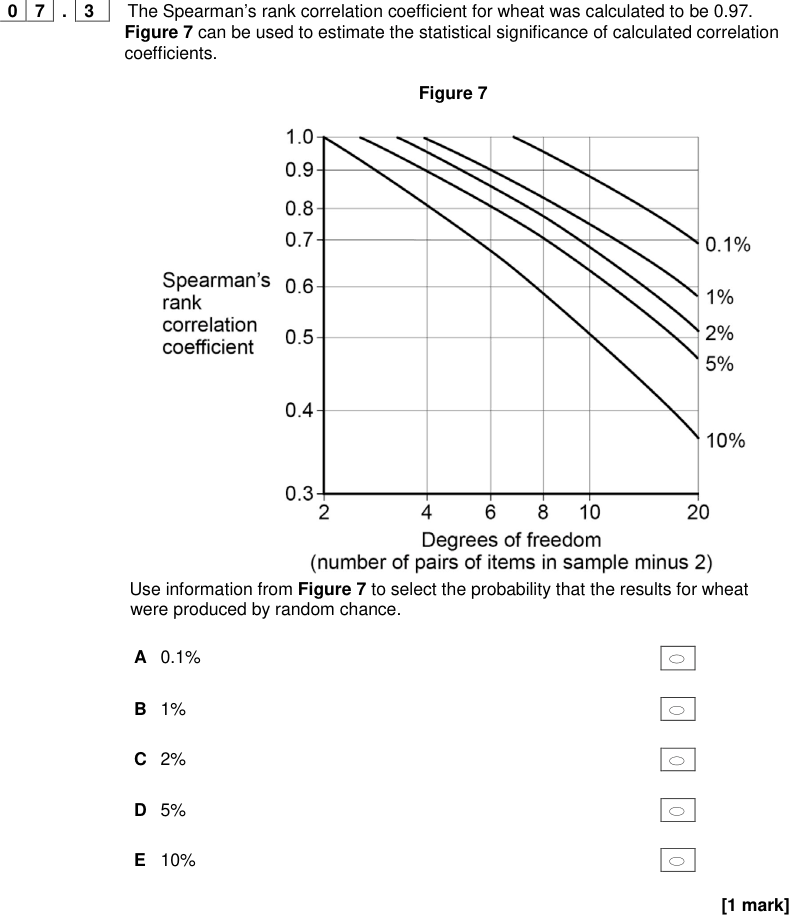 0 7 . 3 The Spearman's rank correlation coefficient for wheat was calculated to be 0.97.
Figure 7 can be used to estimate the statistical significance of calculated correlation
coefficients.
Figure 7
1.0
0.9
0.8
0.7
0.6
0.5
0.4
0.3
Spearman's
rank
correlation
coefficient
0.1%
1%
2%
5%
10%
2 4 6 8 10 20
Degrees of freedom
(number of pairs of items in sample minus 2)
Use information from Figure 7 to select the probability that the results for wheat
were produced by random chance.
A 0.1%
B 1%
C 2%
D 5%
E 10%
[1 mark]